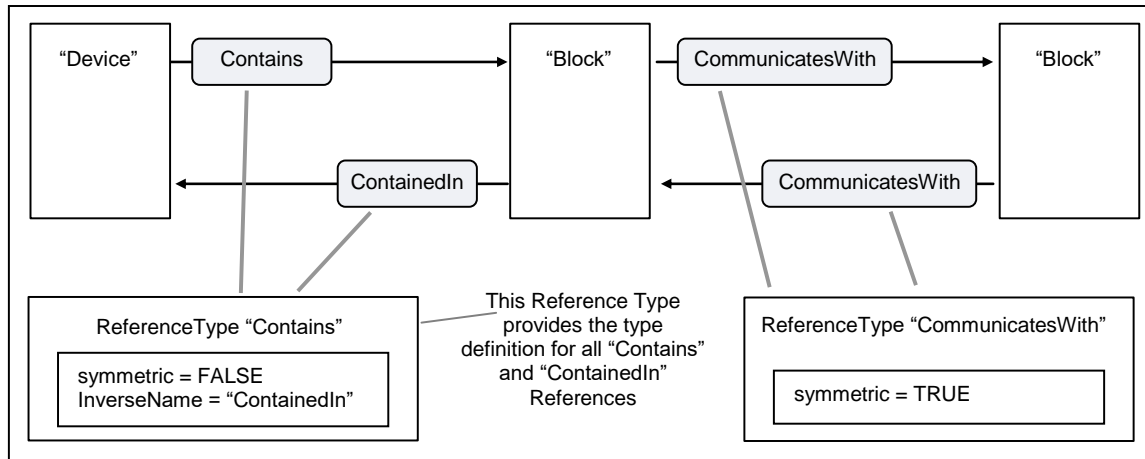 “Device”
Contains
“Block”
CommunicatesWith
“Block”
ContainedIn
CommunicatesWith
ReferenceType “Contains”
symmetric = FALSE
InverseName = “ContainedIn”
This Reference Type
provides the type
definition for all “Contains”
and “ContainedIn”
References
ReferenceType “CommunicatesWith”
symmetric = TRUE